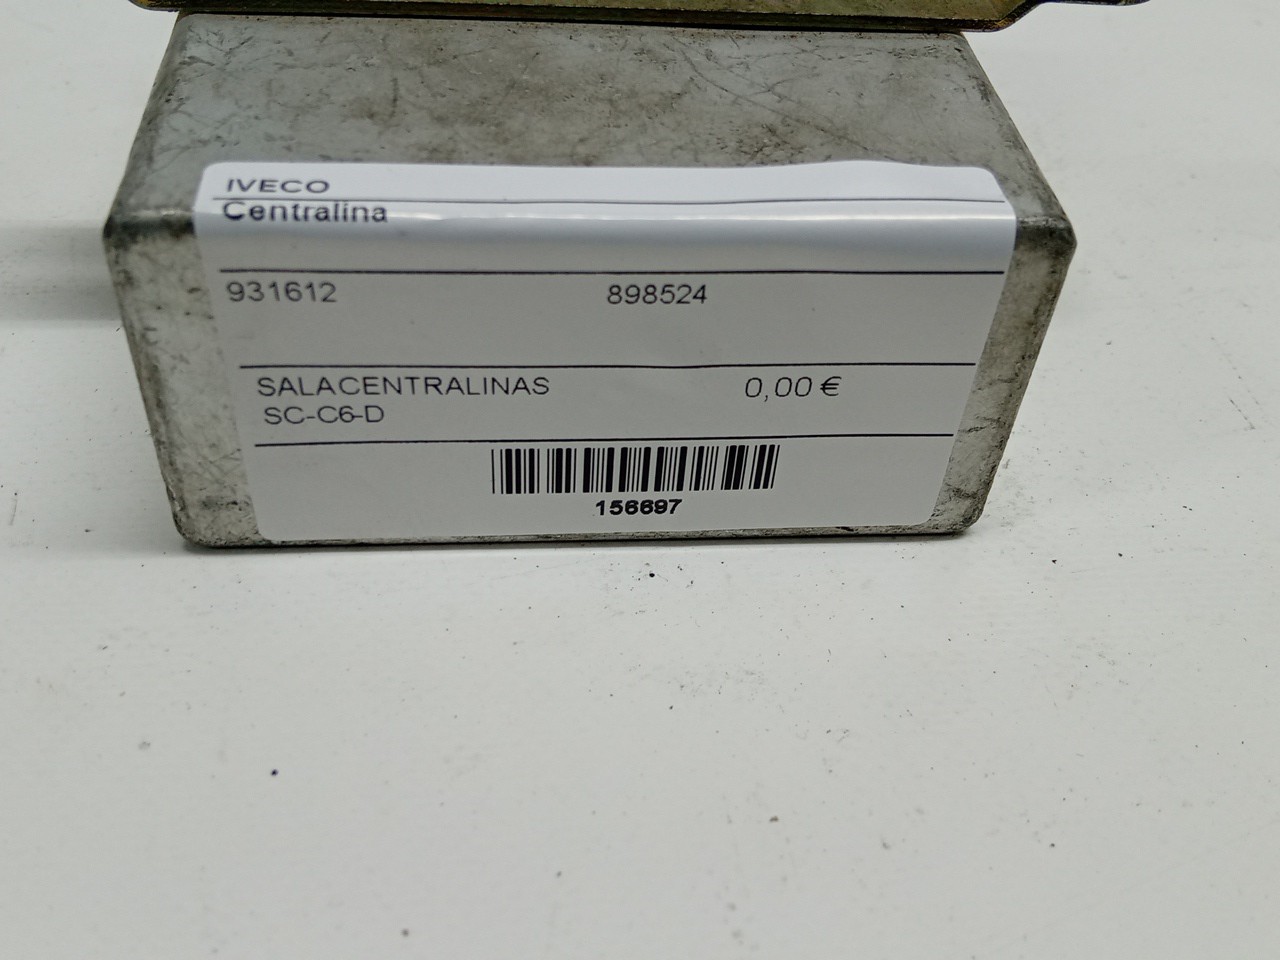 IVECO
Centralina
931612 898524
SALACENTRALINAS 0,00 €
SC-C6-D
156697